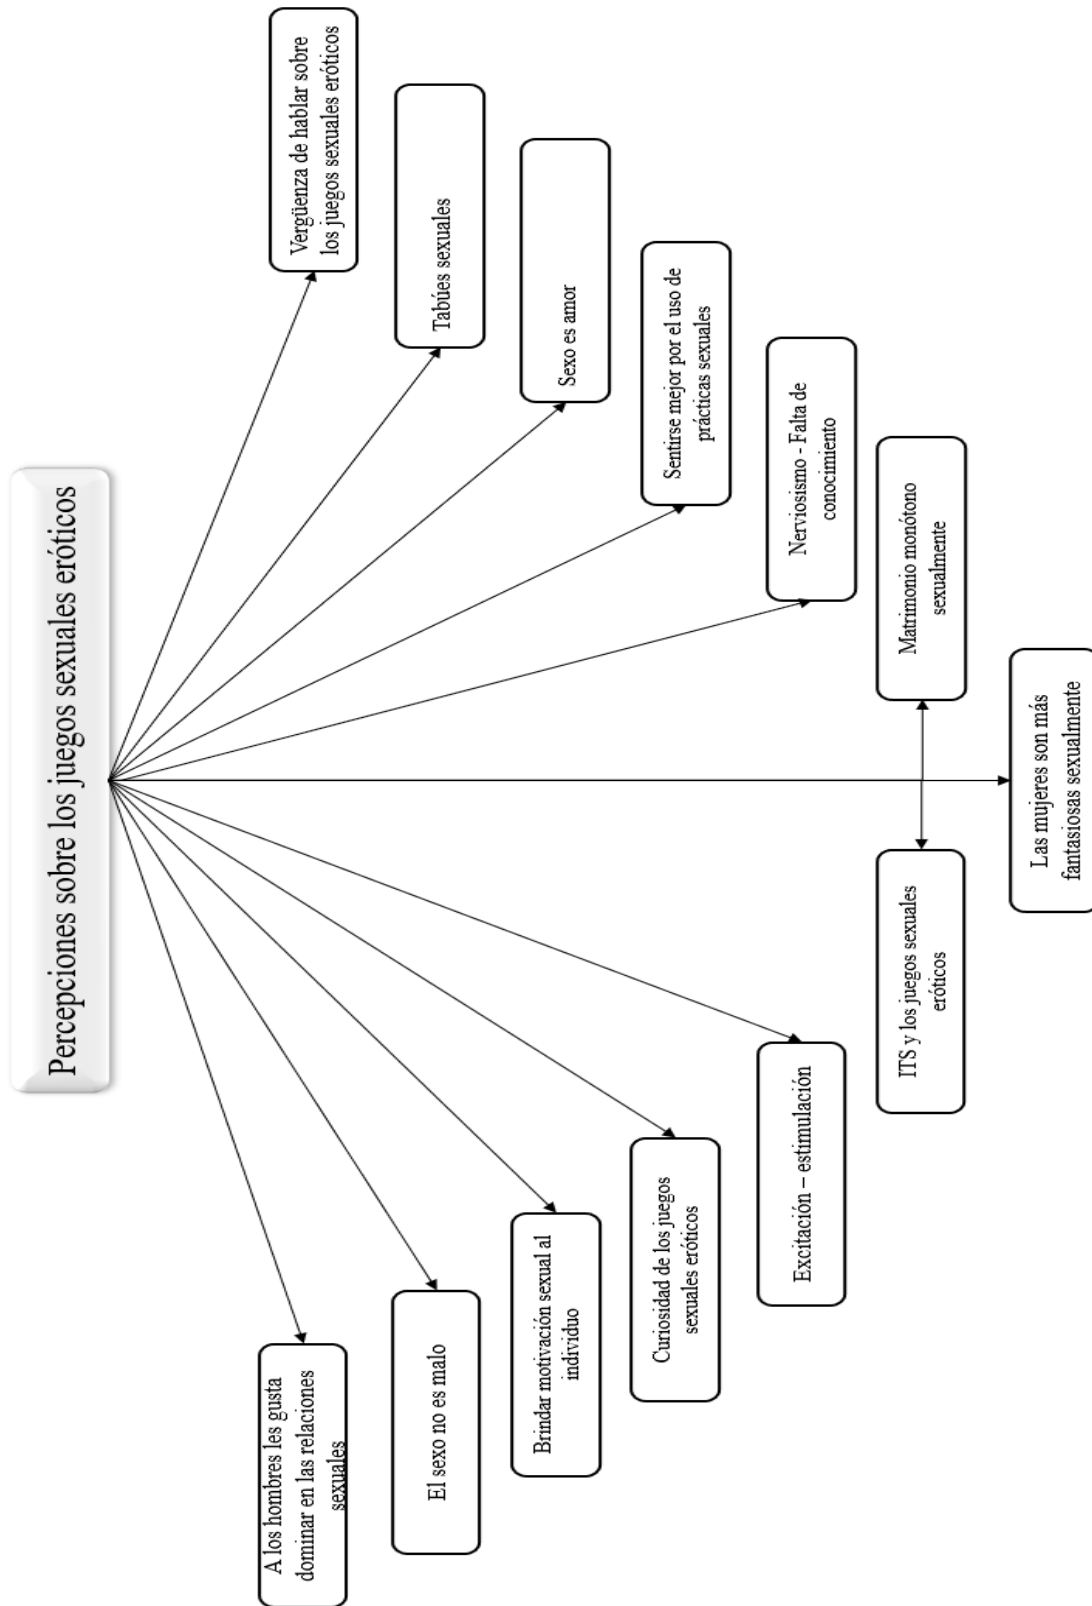 Percepciones sobre los juegos sexuales eróticos
A los hombres les gusta
dominar en las relaciones
sexuales
El sexo no es malo
Brindar motivación sexual al
individuo
Curiosidad de los juegos
sexuales eróticos
Excitación – estimulación
ITS y los juegos sexuales
eróticos
Las mujeres son más
fantasiosas sexualmente
Matrimonio monótono
sexualmente
Nerviosismo - Falta de
conocimiento
Sentirse mejor por el uso de
prácticas sexuales
Sexo es amor
Tabúes sexuales
Vergüenza de hablar sobre
los juegos sexuales eróticos